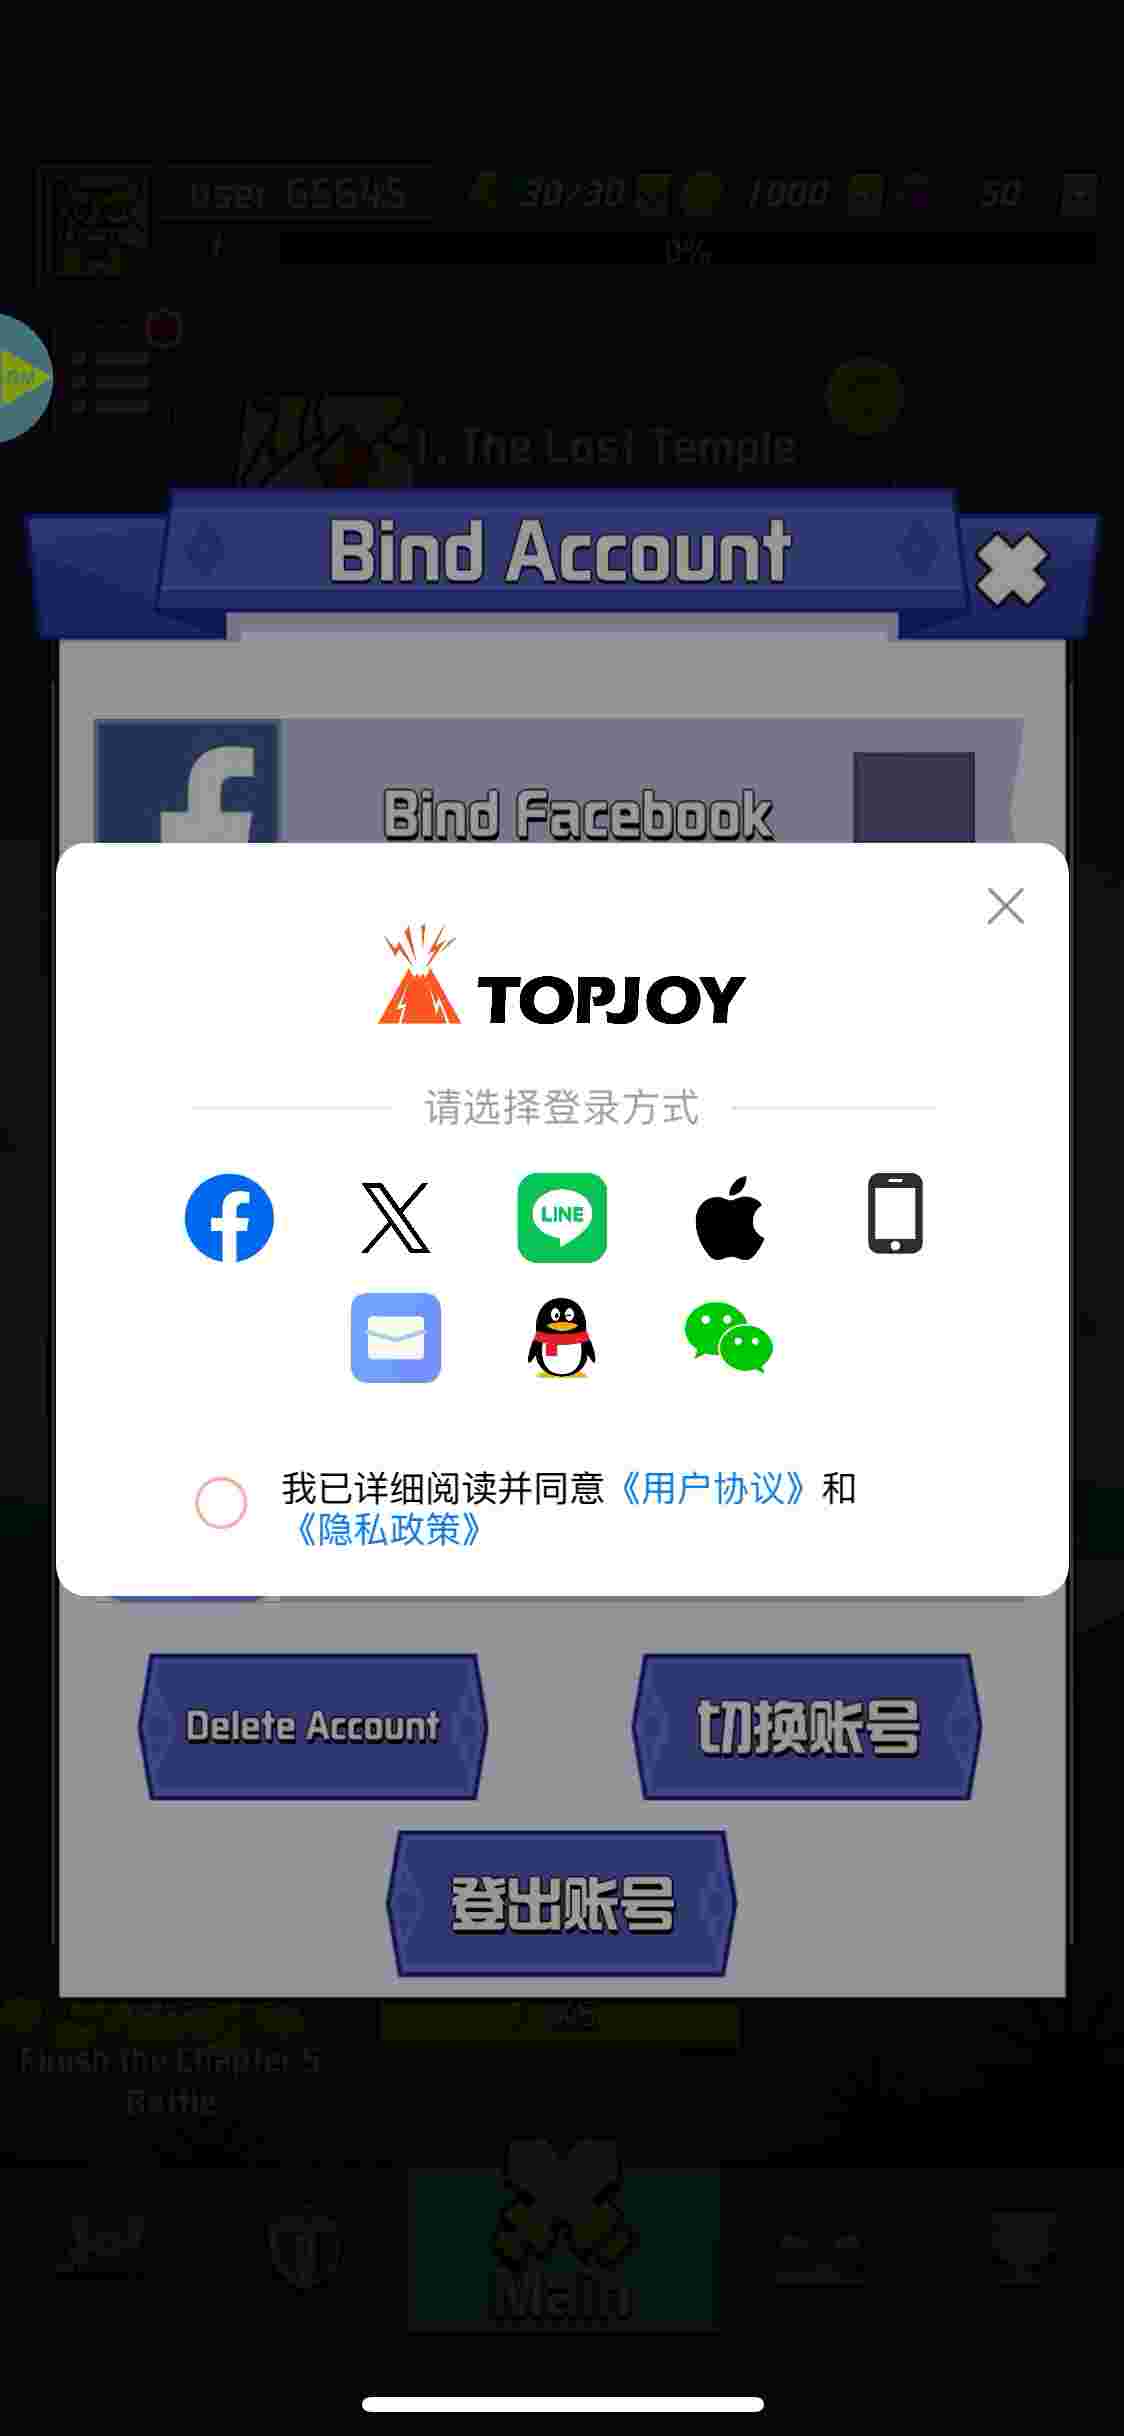 user 65645
30/30
1000
50
1
0%
GM
1. The Lost Temple
Bind Account
Bind Facebook
TOPJOY
请选择登录方式
LINE
我已详细阅读并同意《用户协议》和
《隐私政策》
Delete Account
切换账号
登出账号
Finish the Chapter 5
Battle
Main